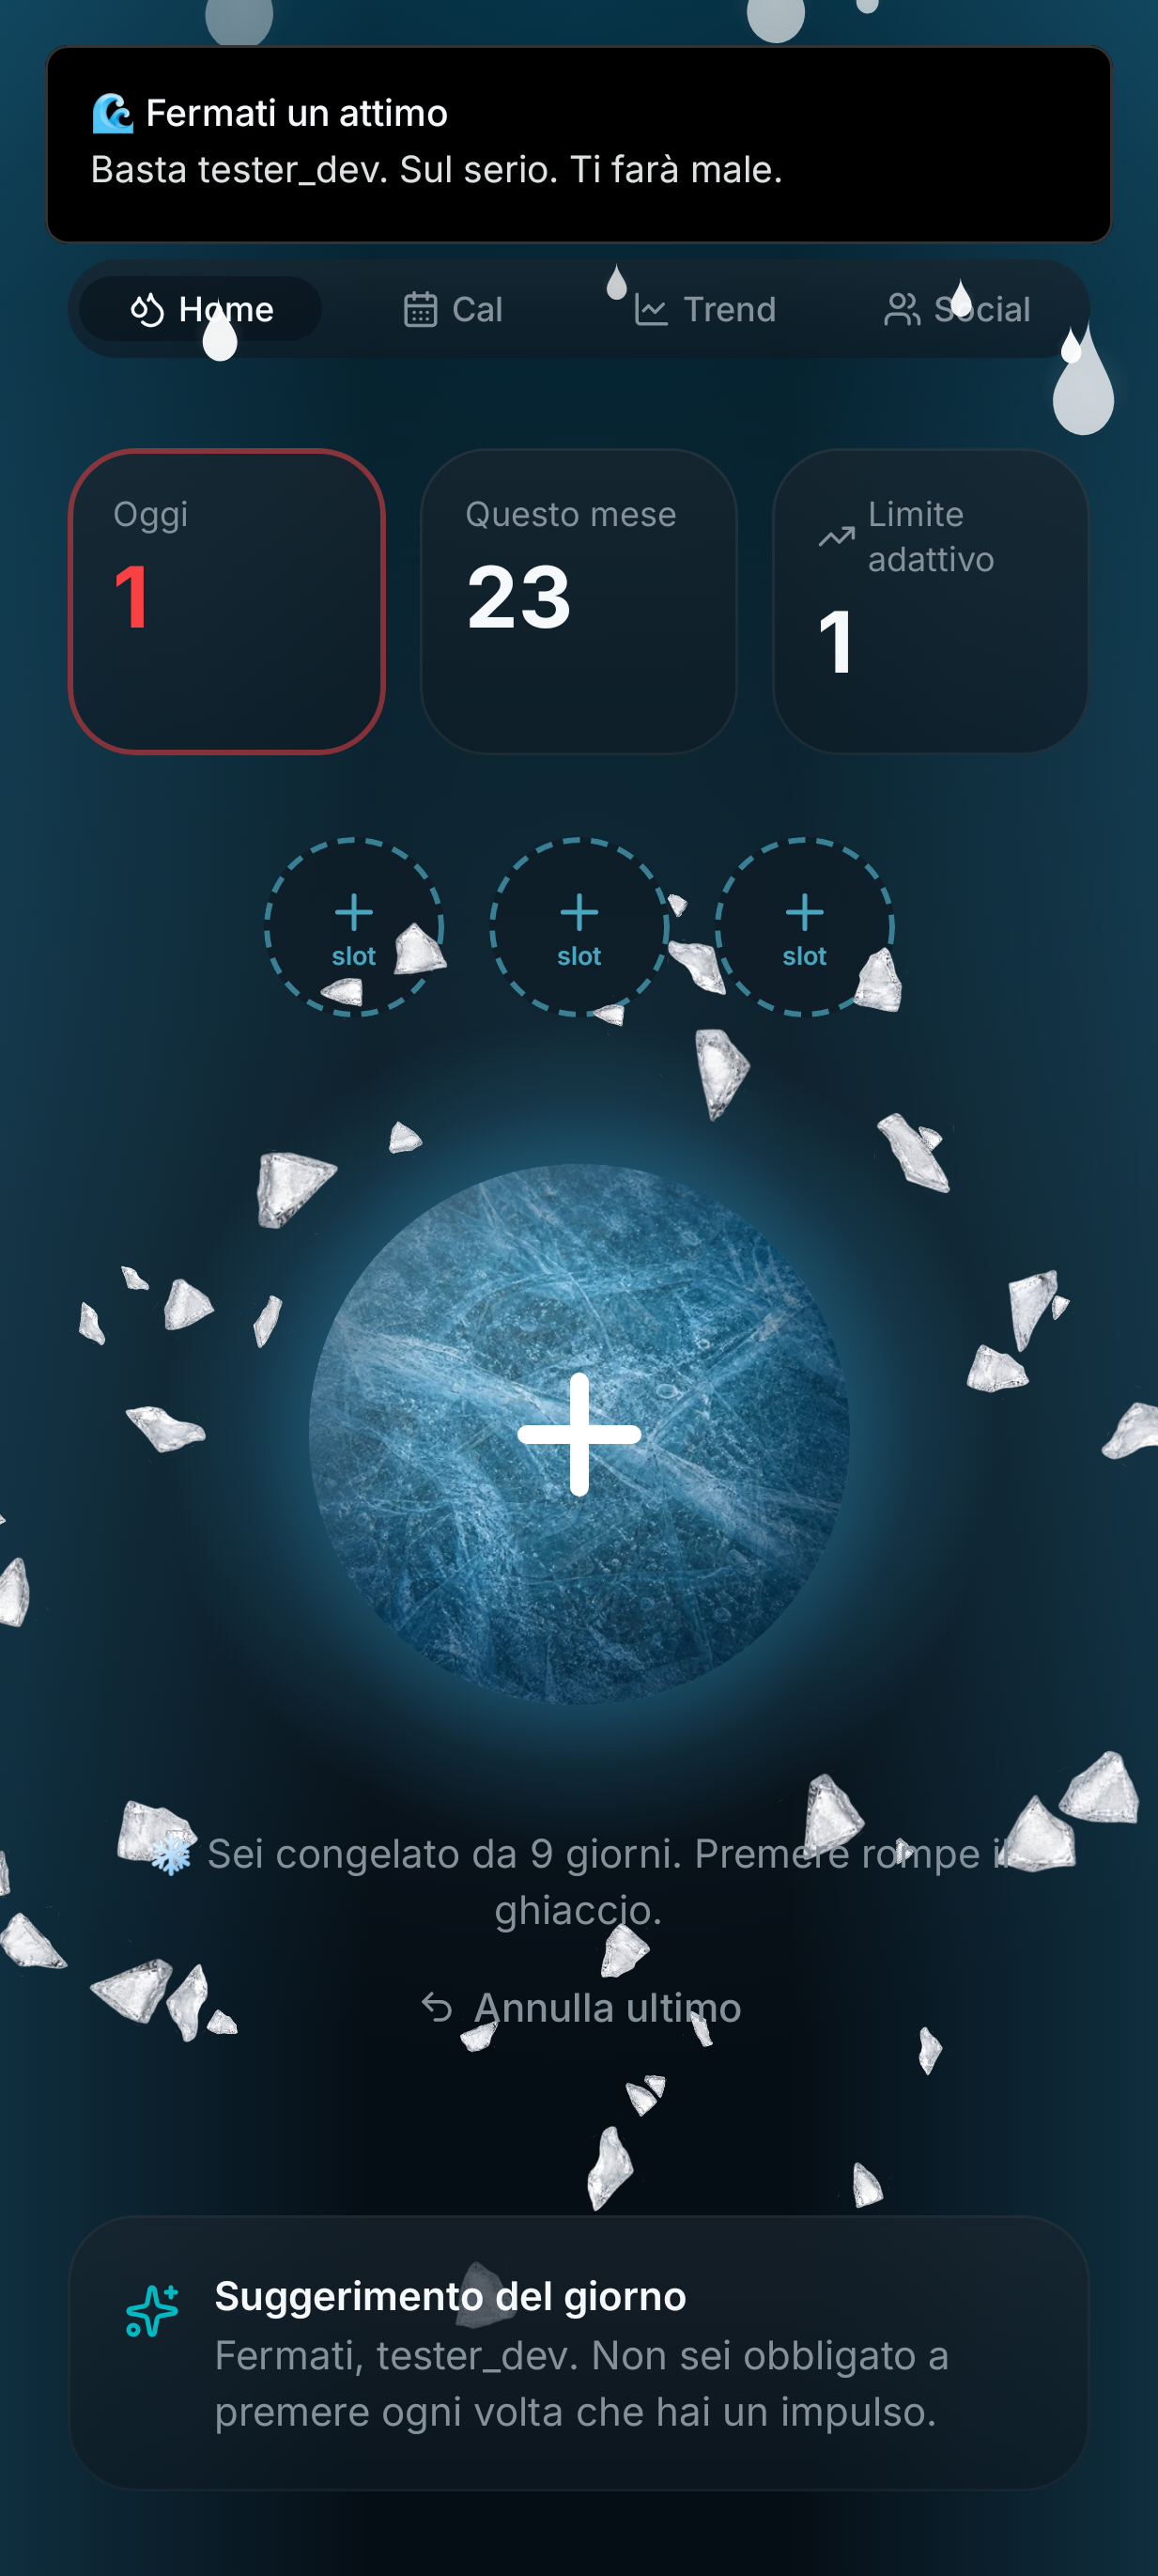 🌊 Fermati un attimo
Basta tester_dev. Sul serio. Ti farà male.
Home
Cal
Trend
Social
Oggi
1
Questo mese
23
Limite
adattivo
1
slot
slot
slot
❄️ Sei congelato da 9 giorni. Premere rompe il
ghiaccio.
Annulla ultimo
Suggerimento del giorno
Fermati, tester_dev. Non sei obbligato a
premere ogni volta che hai un impulso.